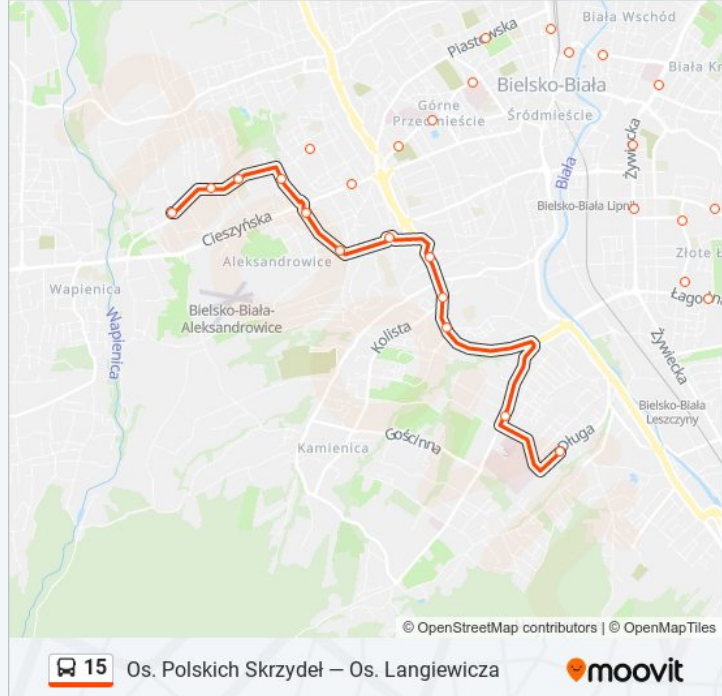 Biała Wschód
Piastowska
Bielsko-Biała
Biała Kr
Górne
Przedmieście
Śródmieście
Żywiecka
Biała
Bielsko-Biała Lipnik
Cieszyńska
Aleksandrowice
Złote Ł
Wapienica
Łagodna
Bielsko-Biała-
Aleksandrowice
Wapienica
Kolista
Żywiecka
Bielsko-Biała
Leszczyny
Gościnna
Długa
Kamienica
© OpenStreetMap contributors | © OpenMapTiles
15 Os. Polskich Skrzydeł — Os. Langiewicza
moovit